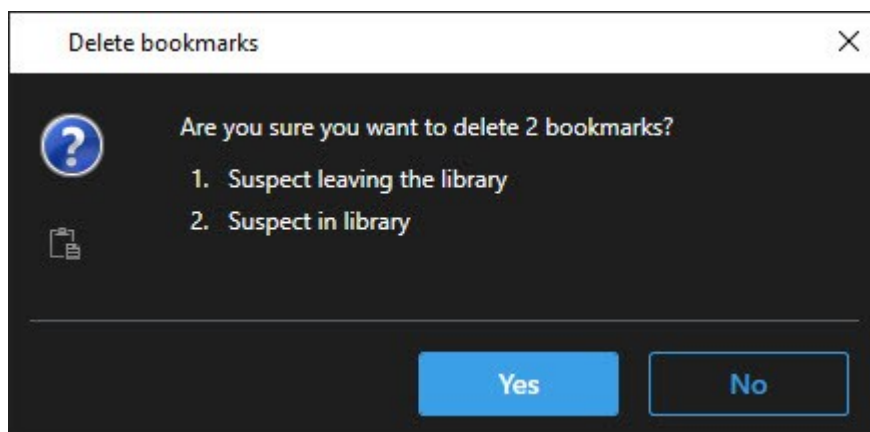 Delete bookmarks
Are you sure you want to delete 2 bookmarks?
1. Suspect leaving the library
2. Suspect in library
Yes
No